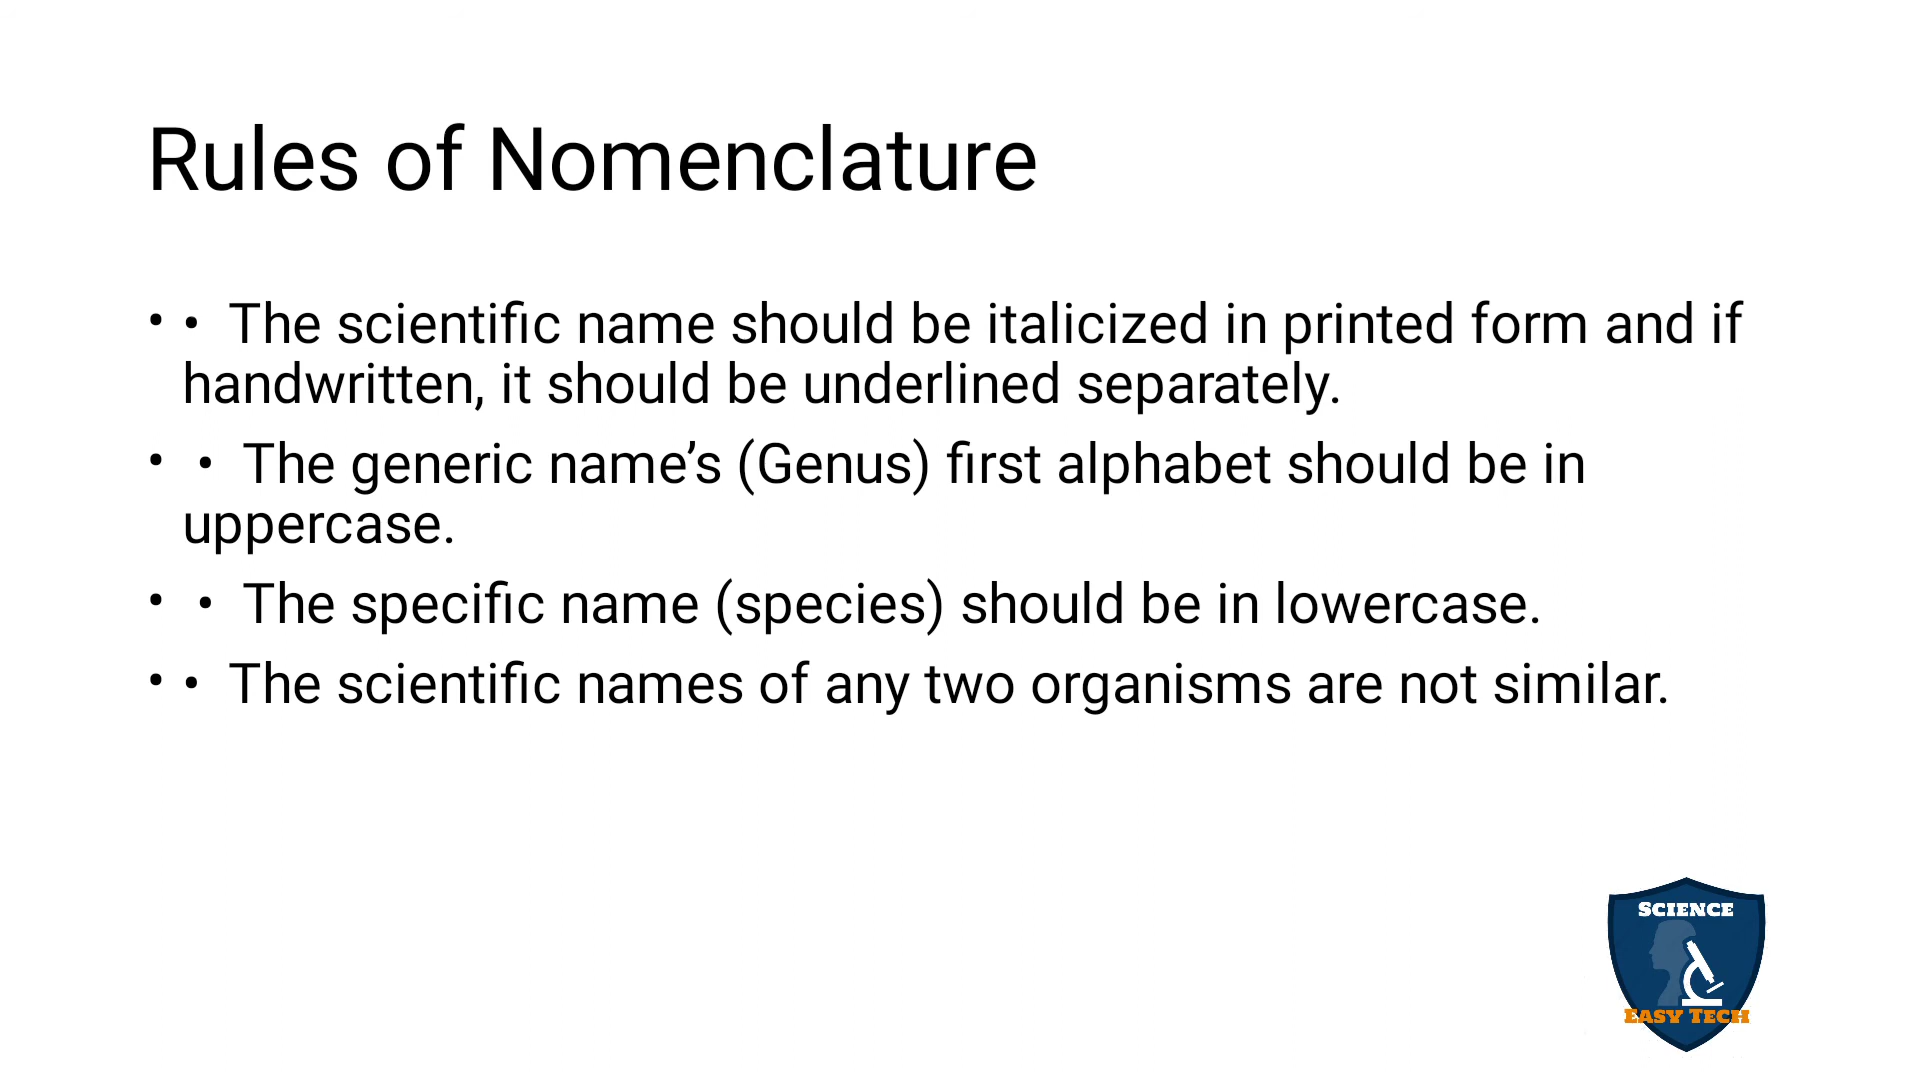 Rules of Nomenclature
• • The scientific name should be italicized in printed form and if
handwritten, it should be underlined separately.
• • The generic name’s (Genus) first alphabet should be in
uppercase.
• • The specific name (species) should be in lowercase.
• • The scientific names of any two organisms are not similar.
SCIENCE
EASY TECH